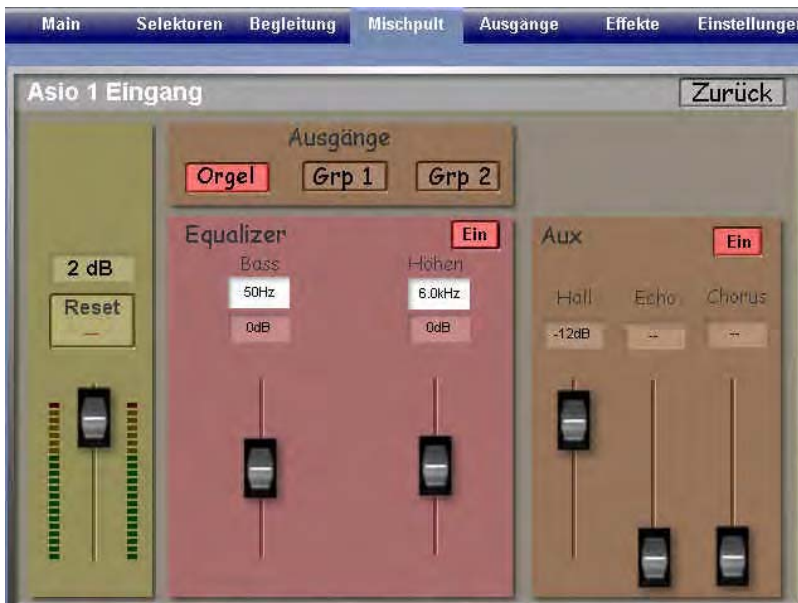 Main Selektoren Begleitung Mischpult Ausgänge Effekte Einstellunge
Asio 1 Eingang Zurück
Ausgänge
Orgel Grp 1 Grp 2
Equalizer Ein
Aux Ein
Bass Höhen
2 dB
50Hz 6.0kHz
Reset
--
Hall Echo Chorus
0dB 0dB
-12dB -- --